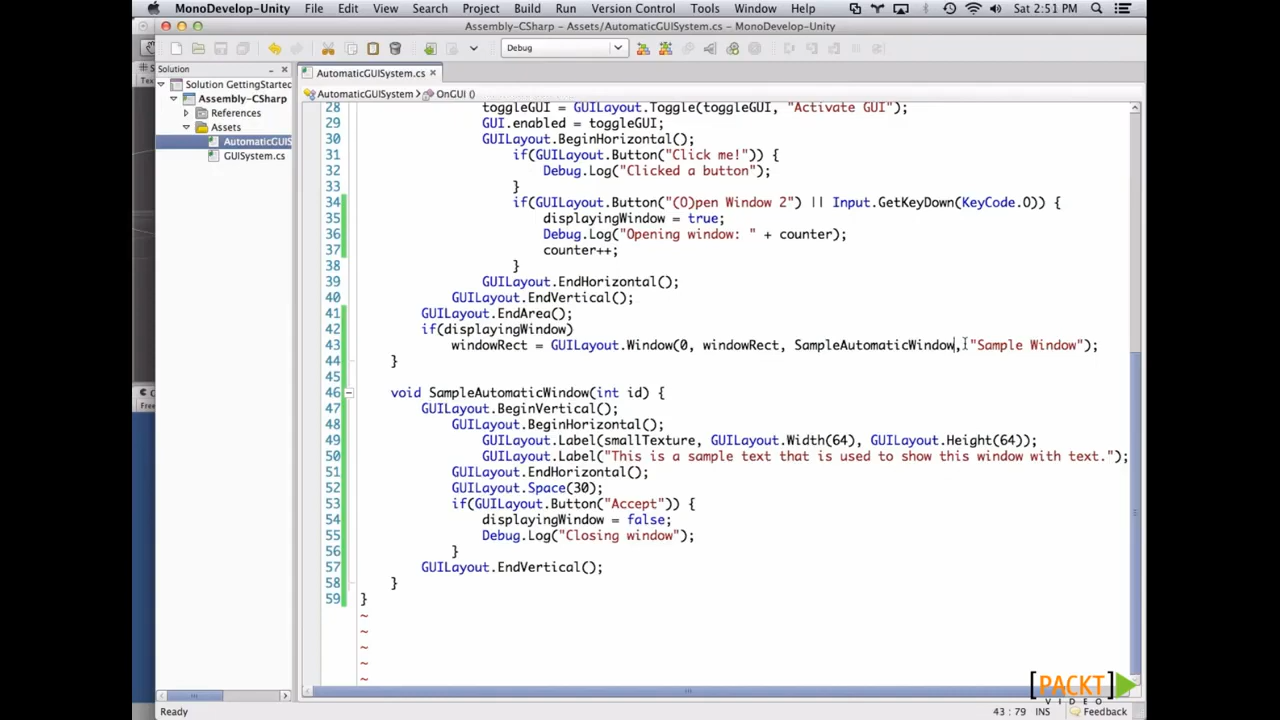 MonoDevelop-Unity File Edit View Search Project Build Run Version Control Tools Window Help Sat 2:51 PM
Assembly-CSharp - Assets/AutomaticGUISystem.cs - MonoDevelop-Unity
Debug
Solution
AutomaticGUISystem.cs
Solution GettingStarted
Assembly-CSharp
References
Assets
AutomaticGUIS
GUISystem.cs
AutomaticGUISystem OnGUI ()
28 toggleGUI = GUILayout.Toggle(toggleGUI, "Activate GUI");
29 GUI.enabled = toggleGUI;
30 GUILayout.BeginHorizontal();
31 if(GUILayout.Button("Click me!")) {
32 Debug.Log("Clicked a button");
33 }
34 if(GUILayout.Button("(O)pen Window 2") || Input.GetKeyDown(KeyCode.O)) {
35 displayingWindow = true;
36 Debug.Log("Opening window: " + counter);
37 counter++;
38 }
39 GUILayout.EndHorizontal();
40 GUILayout.EndVertical();
41 GUILayout.EndArea();
42 if(displayingWindow)
43 windowRect = GUILayout.Window(0, windowRect, SampleAutomaticWindow, "Sample Window");
44 }
45
46 void SampleAutomaticWindow(int id) {
47 GUILayout.BeginVertical();
48 GUILayout.BeginHorizontal();
49 GUILayout.Label(smallTexture, GUILayout.Width(64), GUILayout.Height(64));
50 GUILayout.Label("This is a sample text that is used to show this window with text.");
51 GUILayout.EndHorizontal();
52 GUILayout.Space(30);
53 if(GUILayout.Button("Accept")) {
54 displayingWindow = false;
55 Debug.Log("Closing window");
56 }
57 GUILayout.EndVertical();
58 }
59 }
~
~
~
~
~
[PACKT]
VIDEO
Ready 43 : 79 INS Feedback